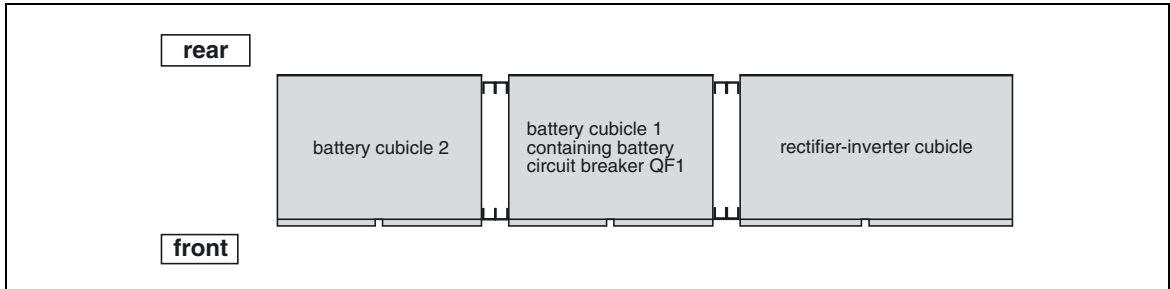 rear
battery cubicle 2
battery cubicle 1
containing battery
circuit breaker QF1
rectifier-inverter cubicle
front